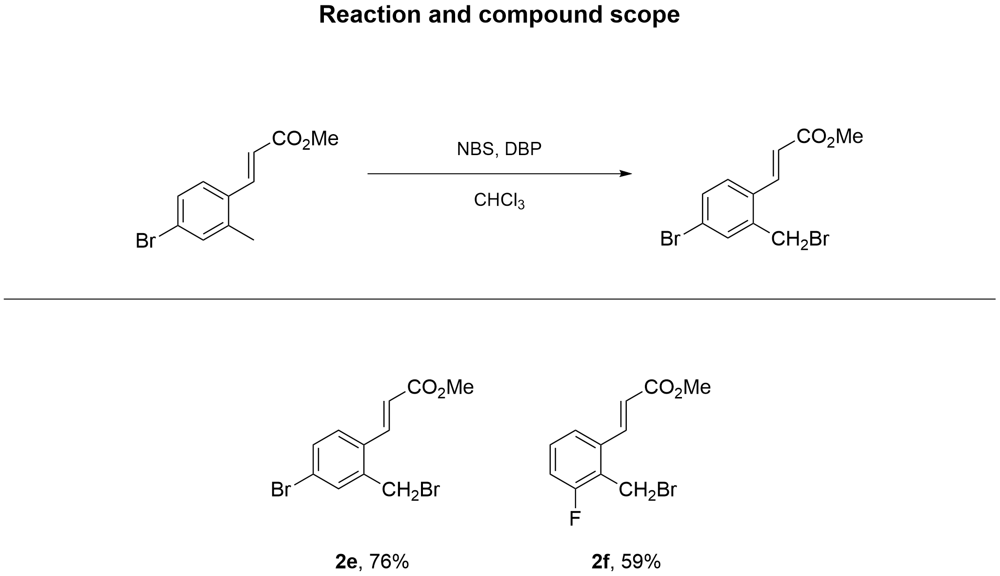 Reaction and compound scope
CO2Me
Br
NBS, DBP
CHCl3
CO2Me
Br
CH2Br
CO2Me
Br
CH2Br
CO2Me
CH2Br
F
2e, 76%
2f, 59%